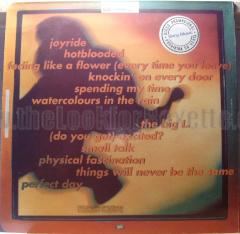 joyride
hotblooded
fading like a flower (every time you leave)
knockin' on every door
spending my time
watercolours in the rain
the big l.
(do you get) excited?
small talk
physical fascination
things will never be the same
perfect day